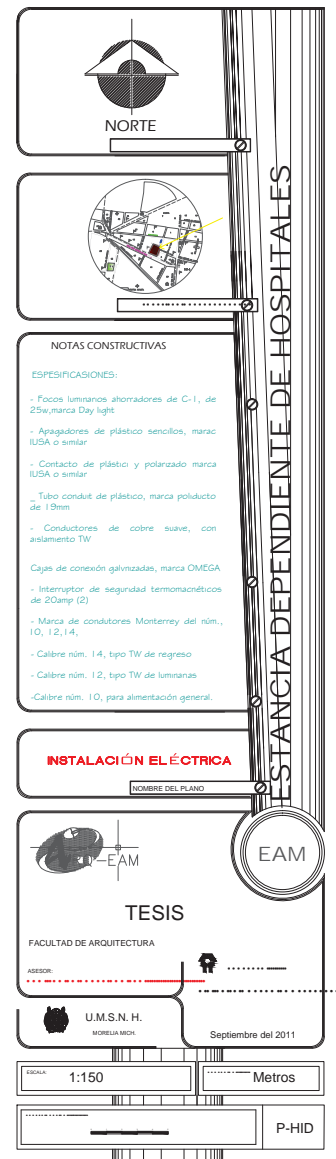 NORTE
NOTAS CONSTRUCTIVAS
ESPESIFICASIONES:
- Focos luminarios ahorradores de C-1, de
25w,marca Day light
- Apagadores de plástico sencillos, marac
IUSA o similar
- Contacto de plástici y polarizado marca
IUSA o similar
_ Tubo conduit de plástico, marca poliducto
de 19mm
- Conductores de cobre suave, con
aislamiento TW
Cajas de conexión galvnizadas, marca OMEGA
- Interruptor de seguridad termomacnéticos
de 20amp (2)
- Marca de condutores Monterrey del núm.,
10, 12,14,
- Calibre núm. 14, tipo TW de regreso
- Calibre núm. 12, tipo TW de luminarias
-Calibre núm. 10, para alimentación general.
ESTANCIA DEPENDIENTE DE HOSPITALES
INSTALACIÓN ELÉCTRICA
NOMBRE DEL PLANO
EAM
ARQ-EAM
TESIS
FACULTAD DE ARQUITECTURA
ASESOR:
U.M.S.N. H.
MORELIA MICH.
Septiembre del 2011
ESCALA:
1:150
Metros
P-HID